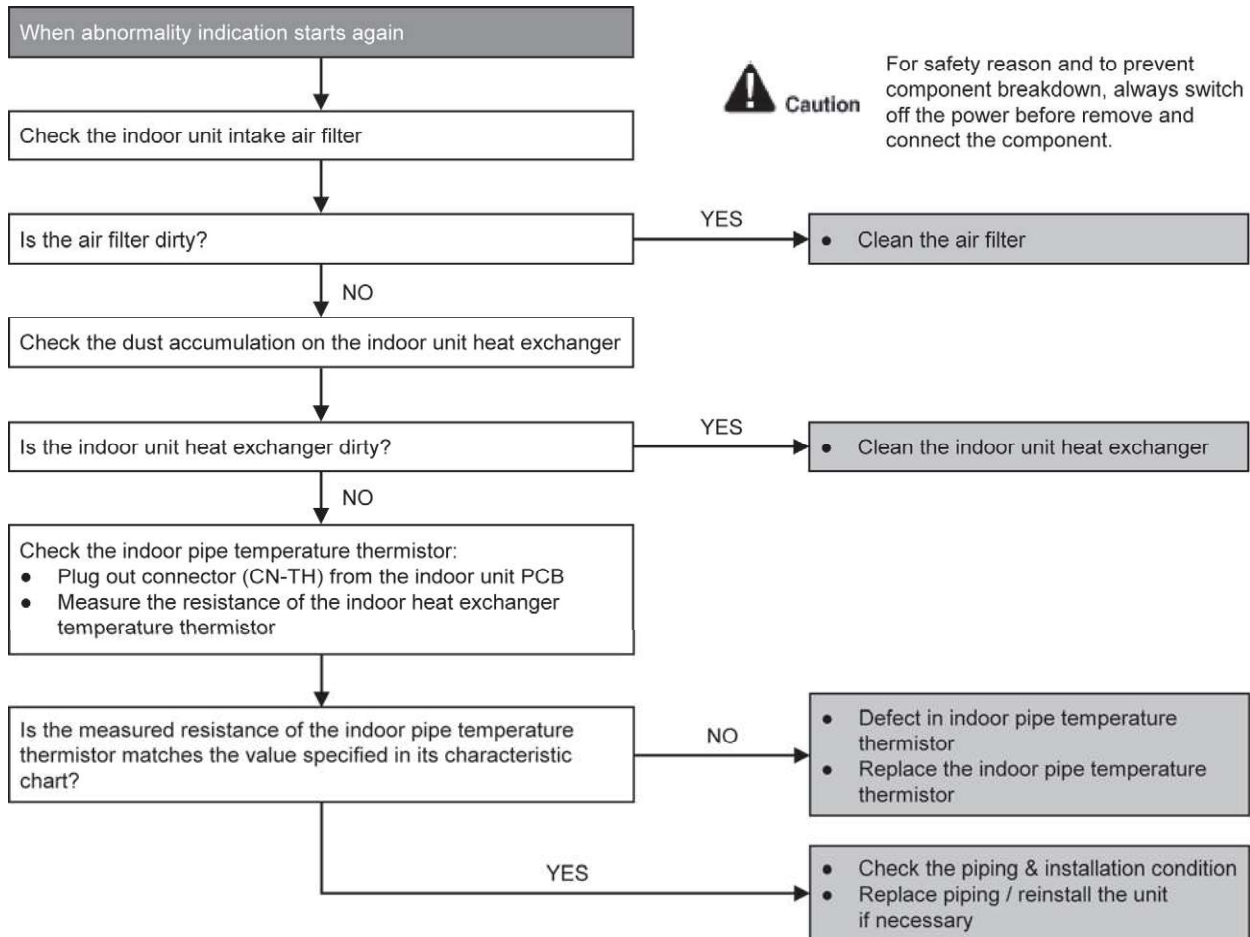 When abnormality indication starts again
Caution
For safety reason and to prevent
component breakdown, always switch
off the power before remove and
connect the component.
Check the indoor unit intake air filter
Is the air filter dirty?
YES
● Clean the air filter
NO
Check the dust accumulation on the indoor unit heat exchanger
Is the indoor unit heat exchanger dirty?
YES
● Clean the indoor unit heat exchanger
NO
Check the indoor pipe temperature thermistor:
● Plug out connector (CN-TH) from the indoor unit PCB
● Measure the resistance of the indoor heat exchanger
temperature thermistor
Is the measured resistance of the indoor pipe temperature
thermistor matches the value specified in its characteristic
chart?
NO
● Defect in indoor pipe temperature
thermistor
● Replace the indoor pipe temperature
thermistor
YES
● Check the piping & installation condition
● Replace piping / reinstall the unit
if necessary